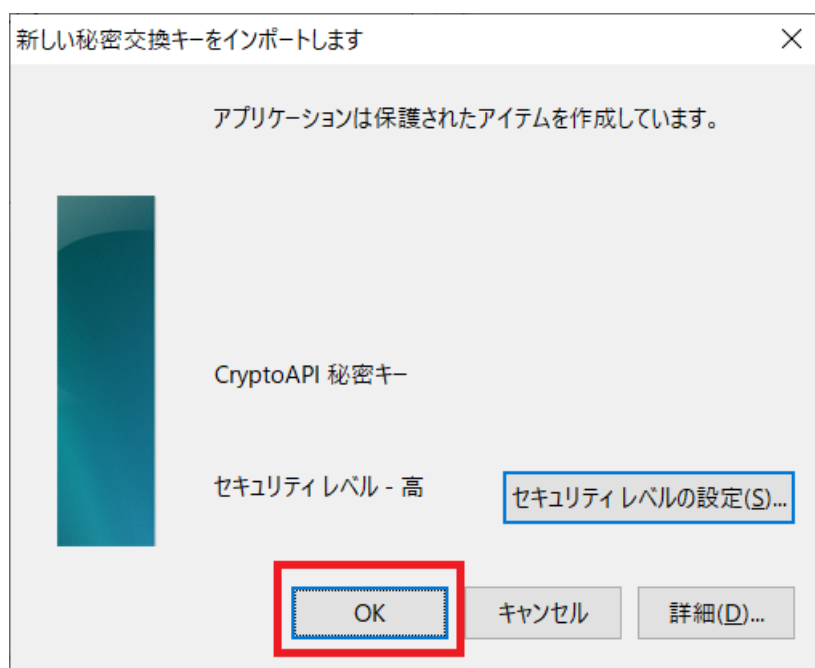 新しい秘密交換キーをインポートします
アプリケーションは保護されたアイテムを作成しています。
CryptoAPI 秘密キー
セキュリティ レベル - 高
セキュリティ レベルの設定(S)...
OK
キャンセル
詳細(D)...